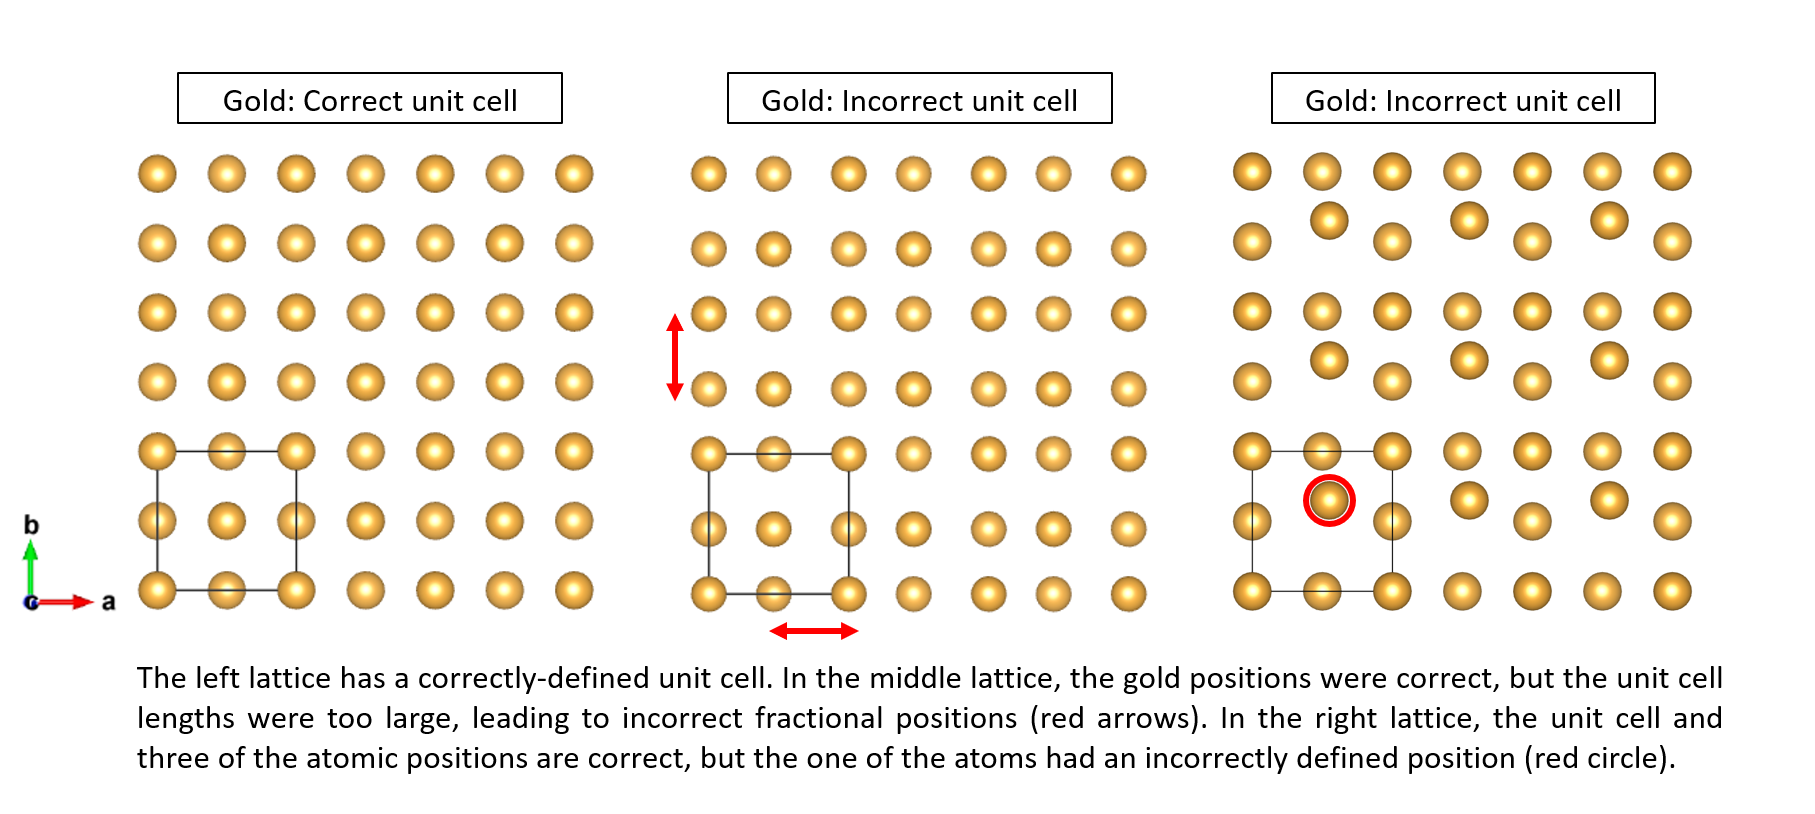 Gold: Correct unit cell
Gold: Incorrect unit cell
Gold: Incorrect unit cell
b
c
a
The left lattice has a correctly-defined unit cell. In the middle lattice, the gold positions were correct, but the unit cell
lengths were too large, leading to incorrect fractional positions (red arrows). In the right lattice, the unit cell and
three of the atomic positions are correct, but the one of the atoms had an incorrectly defined position (red circle).